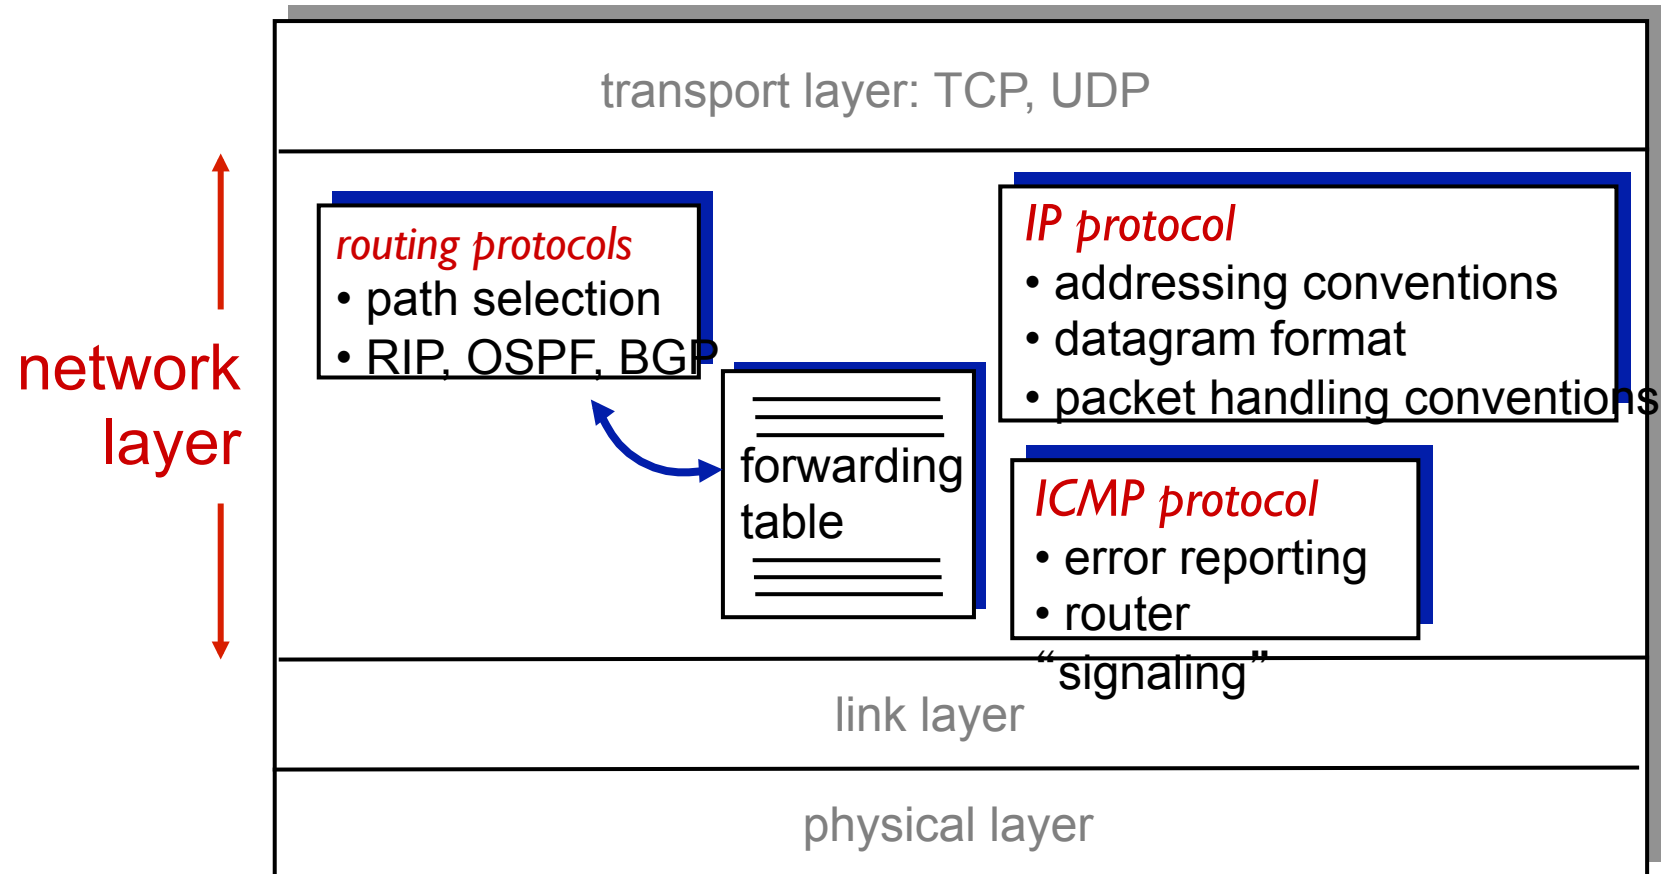 transport layer: TCP, UDP
network
layer
routing protocols
• path selection
• RIP, OSPF, BGP
forwarding
table
IP protocol
• addressing conventions
• datagram format
• packet handling conventions
ICMP protocol
• error reporting
• router
“signaling”
link layer
physical layer